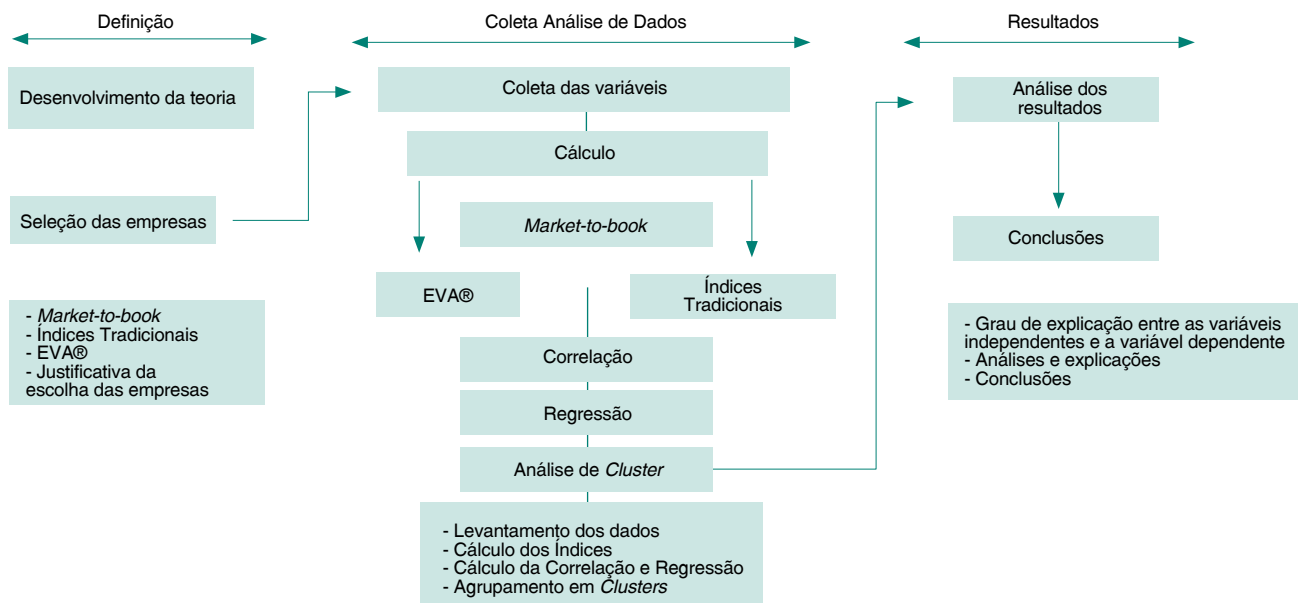 Definição
Desenvolvimento da teoria
Seleção das empresas
- Market-to-book
- Índices Tradicionais
- EVA®
- Justificativa da
escolha das empresas
Coleta Análise de Dados
Coleta das variáveis
Cálculo
Market-to-book
EVA®
Índices
Tradicionais
Correlação
Regressão
Análise de Cluster
- Levantamento dos dados
- Cálculo dos Índices
- Cálculo da Correlação e Regressão
- Agrupamento em Clusters
Resultados
Análise dos
resultados
Conclusões
- Grau de explicação entre as variáveis
independentes e a variável dependente
- Análises e explicações
- Conclusões